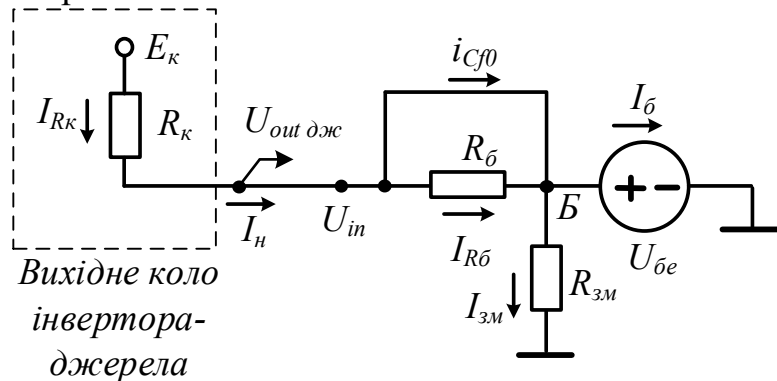 E_к
i_Cf0
I_Rк
R_к
U_out дж
R_б
I_б
U_in
Б
I_н
I_Rб
U_бе
R_зм
I_зм
Вихідне коло
інвертора-
джерела